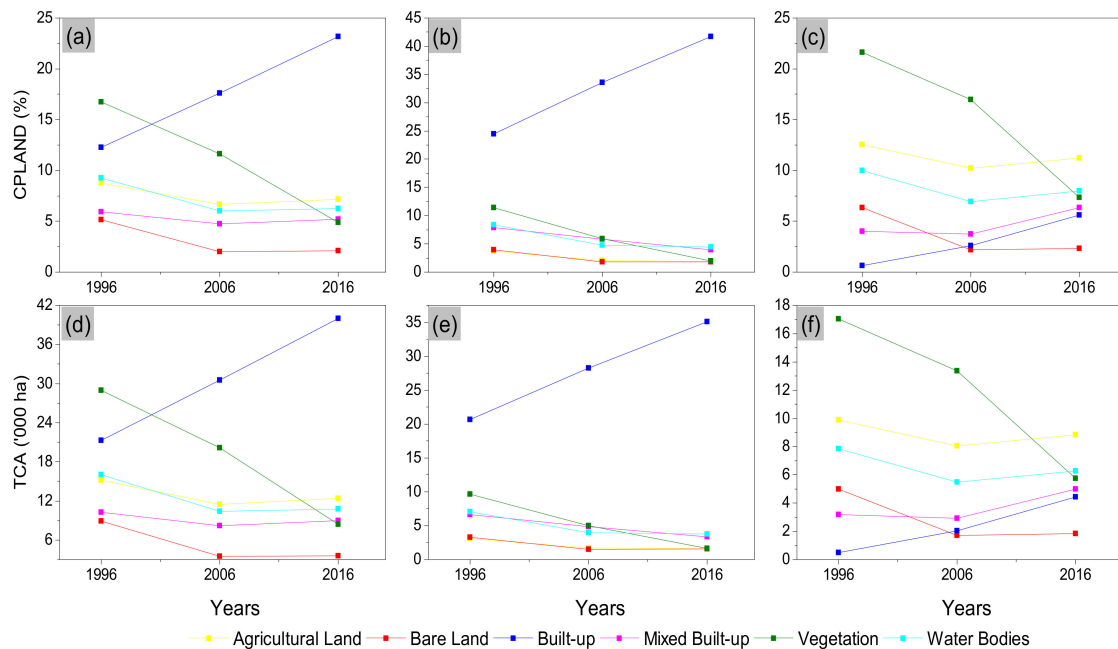 (a)
CPLAND (%)
25
20
15
10
5
0
1996 2006 2016
(b)
45
40
35
30
25
20
15
10
5
0
1996 2006 2016
(c)
25
20
15
10
5
0
1996 2006 2016
(d)
TCA ('000 ha)
42
36
30
24
18
12
6
1996 2006 2016
Years
(e)
35
30
25
20
15
10
5
0
1996 2006 2016
Years
(f)
18
16
14
12
10
8
6
4
2
0
1996 2006 2016
Years
Agricultural Land Bare Land Built-up Mixed Built-up Vegetation Water Bodies